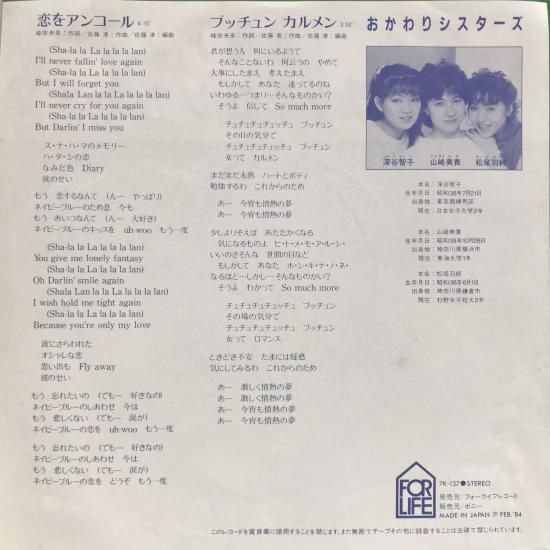 恋をアンコール 4'10"
峰岸未来：作詞／佐藤 準：作曲／佐藤 準：編曲
(Sha-la-la La la la la lan)
I'll never fallin' love again
(Sha-la la La la la la lan)
But I will forget you
(Shala Lan la La la la la la lan)
I'll never cry for you again
(Sha-la la La la la la lan)
But Darlin' I miss you
ス・ナ・ハ・マのメモリー
ハ・ダ・シの恋
なみだ色 Diary
波のせい
もう 恋するなんて (んー やっぱり)
ネイビーブルーのため息 今も
もう あいつなんて (んー 大好き)
ネイビーブルーのキッスを uh-woo もう一度
(Sha-la-la La la la la lan)
You give me lonely fantasy
(Sha-la la La la la la lan)
Oh Darlin' smile again
(Shala Lan la La la la la la lan)
I wish hold me tight again
(Sha-la la La la la la lan)
Because you're only my love
波にさらわれた
オシャレな恋
思い出も Fly away
波のせい
もう 忘れたいの (でもー 好きなの)
ネイビーブルーのしあわせ 今は
もう 悲しくない (でもー 涙が)
ネイビーブルーの恋を uh-woo もう一度
もう 忘れたいの (でもー 好きなの)
ネイビーブルーのしあわせ 今も
もう 悲しくない (でもー 涙が)
ネイビーブルーの恋を どうぞ もう一度
プッチュン カルメン 3'52"
峰岸未来：作詞／佐藤 準：作曲／佐藤 準：編曲
君が想う人 別にいるようで
そんなことないわ 何云うの やめて
大事にしたまえ 考えたまえ
もしかして あなた 迷ってるのね
いわゆる…つまり…そんなものかい?
そうよ 信じて So much more
チュチュチュチュッチュ プッチュン
その日の気分で
チュチュチュチュッチュ プッチュン
女って カルメン
まだまだ未熟 ハートとボディ
勉強するわ これからのため
あー 今宵も情熱の夢
あー 今宵も情熱の夢
少しよりそえば あたたかくなる
気になるものよ ヒ・ト・メ・モ・ア・ル・シ・
いいのさそんな 世間の目など
もしかして あなた ホ・ン・キ・ナ・ノ・ネ・
なるほど…しかし…そんなものかい?
そうよ わかって So much more
チュチュチュチュッチュ プッチュン
その場の気分で
チュチュチュチュッチュ プッチュン
女って ロマンス
ときどき不安 たまには疑惑
気にしてみるわ これからのため
あー 激しく情熱の夢
あー 激しく情熱の夢
あー 今宵も情熱の夢
あー 今宵も情熱の夢
おかわりシスターズ
深谷智子 山崎美貴 松尾羽純
本名：深谷智子
生年月日：昭和38年7月21日
出身地：東京都練馬区
現在：日本女子大学2年
本名：山崎美貴
生年月日：昭和39年10月28日
出身地：神奈川県横浜市
現在：東海大学1年
本名：松尾羽純
生年月日：昭和38年6月1日
出身地：神奈川県鎌倉市
現在：杉野女子短大2年
FOR LIFE
7K-137●STEREO
発売元／フォーライフレコード
販売元／ポニー
MADE IN JAPAN Ⓟ FEB.'84
このレコードを賃貸業に使用することを禁じます、また無断でテープその他に録音することは法律で禁じられています。